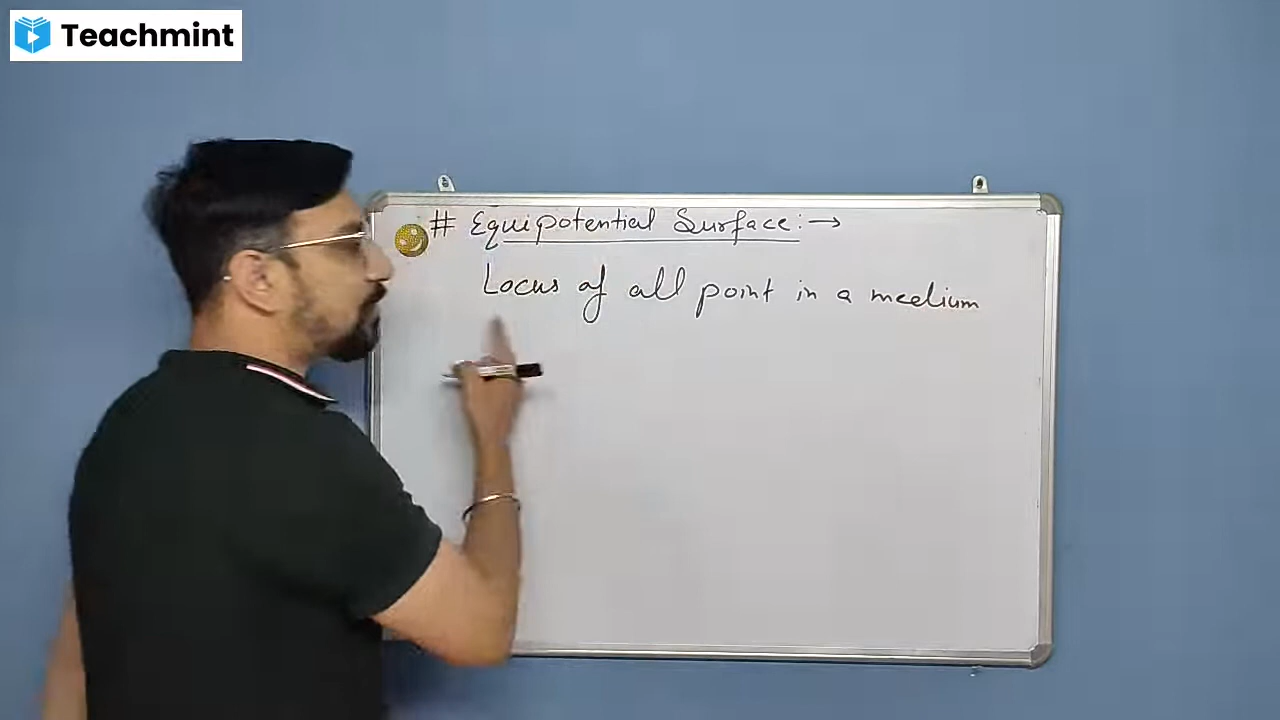 Teachmint
# Equipotential Surface:→
Locus of all point in a medium